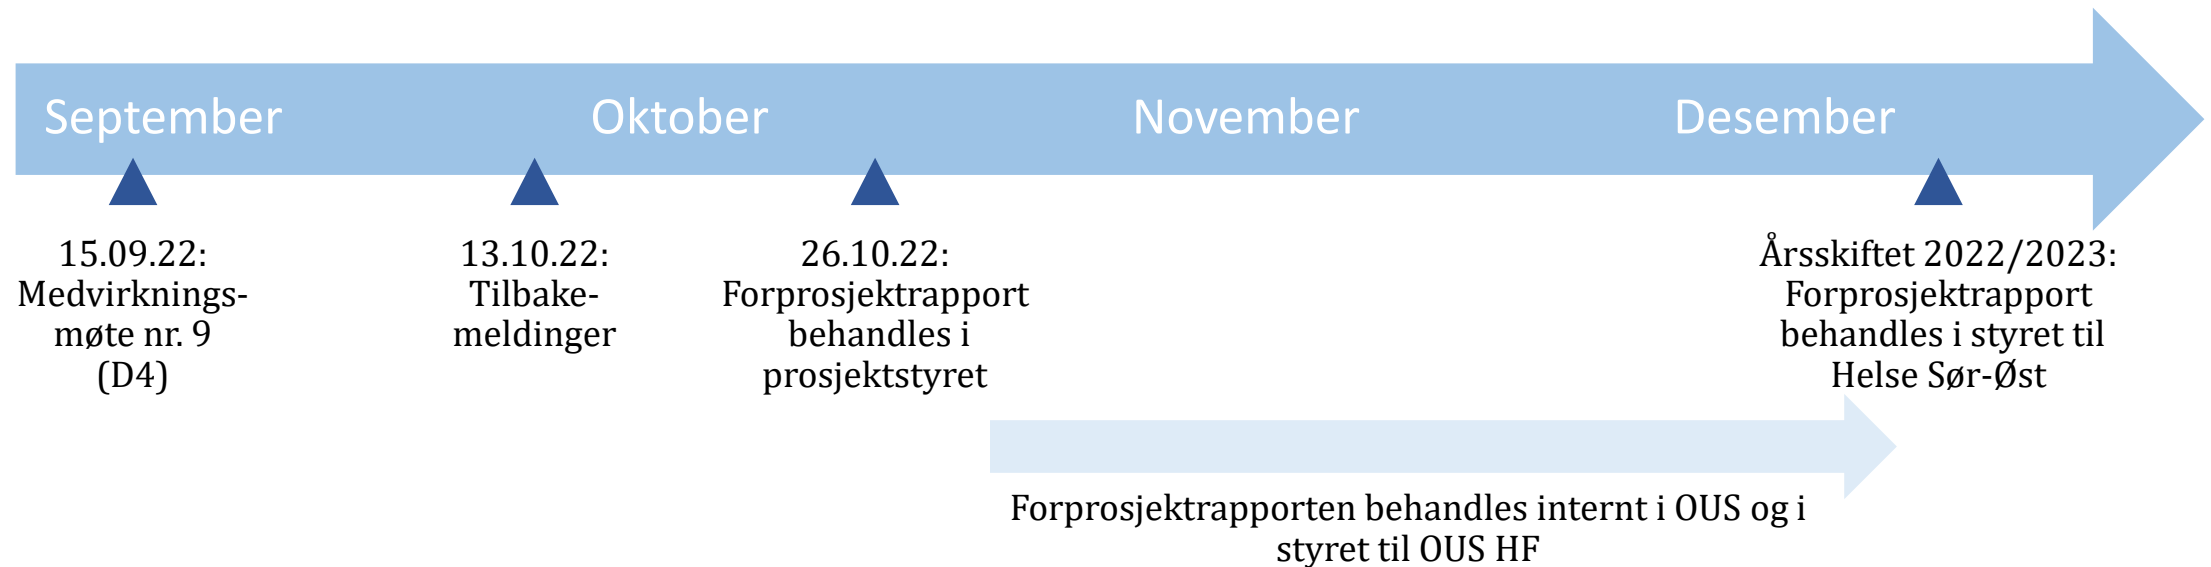 September
Oktober
November
Desember
15.09.22:
Medvirknings-
møte nr. 9
(D4)
13.10.22:
Tilbake-
meldinger
26.10.22:
Forprosjektrapport
behandles i
prosjektstyret
Årsskiftet 2022/2023:
Forprosjektrapport
behandles i styret til
Helse Sør-Øst
Forprosjektrapporten behandles internt i OUS og i
styret til OUS HF